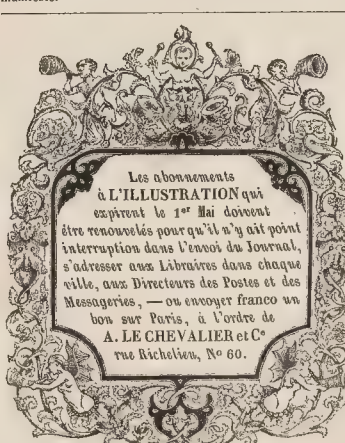 Les abonnements
à L'ILLUSTRATION qui
expirent le 1er Mai doivent
être renouvelés pour qu'il n'y ait point
interruption dans l'envoi du Journal,
s'adresser aux Libraires dans chaque
ville, aux Directeurs des Postes et des
Messageries, — ou envoyer franco un
bon sur Paris, à l'ordre de
A. LE CHEVALIER et Ce
rue Richelieu, No 60.